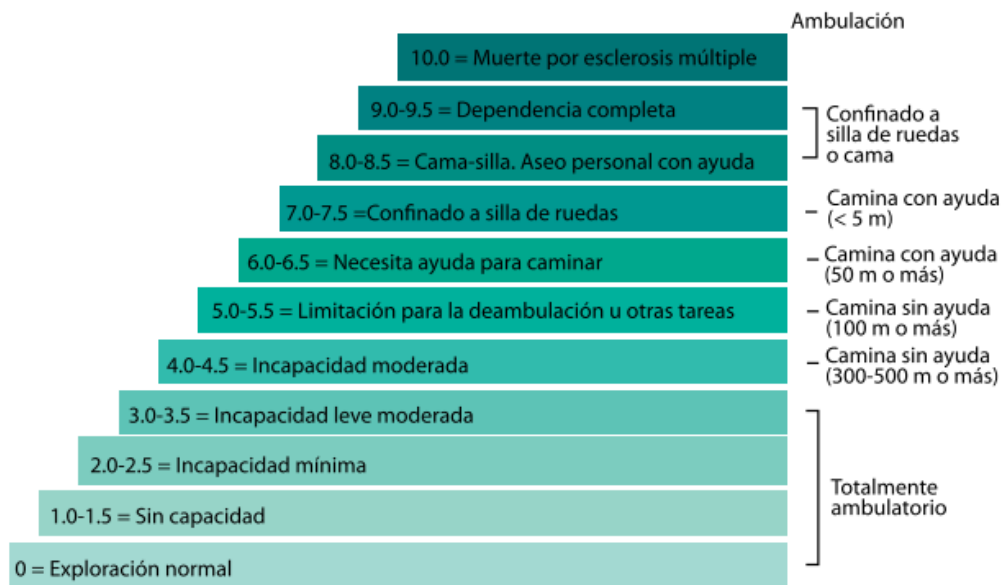 Ambulación
10.0 = Muerte por esclerosis múltiple
9.0-9.5 = Dependencia completa
Confinado a
silla de ruedas
o cama
8.0-8.5 = Cama-silla. Aseo personal con ayuda
7.0-7.5 =Confinado a silla de ruedas
Camina con ayuda
(< 5 m)
6.0-6.5 = Necesita ayuda para caminar
Camina con ayuda
(50 m o más)
5.0-5.5 = Limitación para la deambulación u otras tareas
Camina sin ayuda
(100 m o más)
4.0-4.5 = Incapacidad moderada
Camina sin ayuda
(300-500 m o más)
3.0-3.5 = Incapacidad leve moderada
2.0-2.5 = Incapacidad mínima
Totalmente
ambulatorio
1.0-1.5 = Sin capacidad
0 = Exploración normal